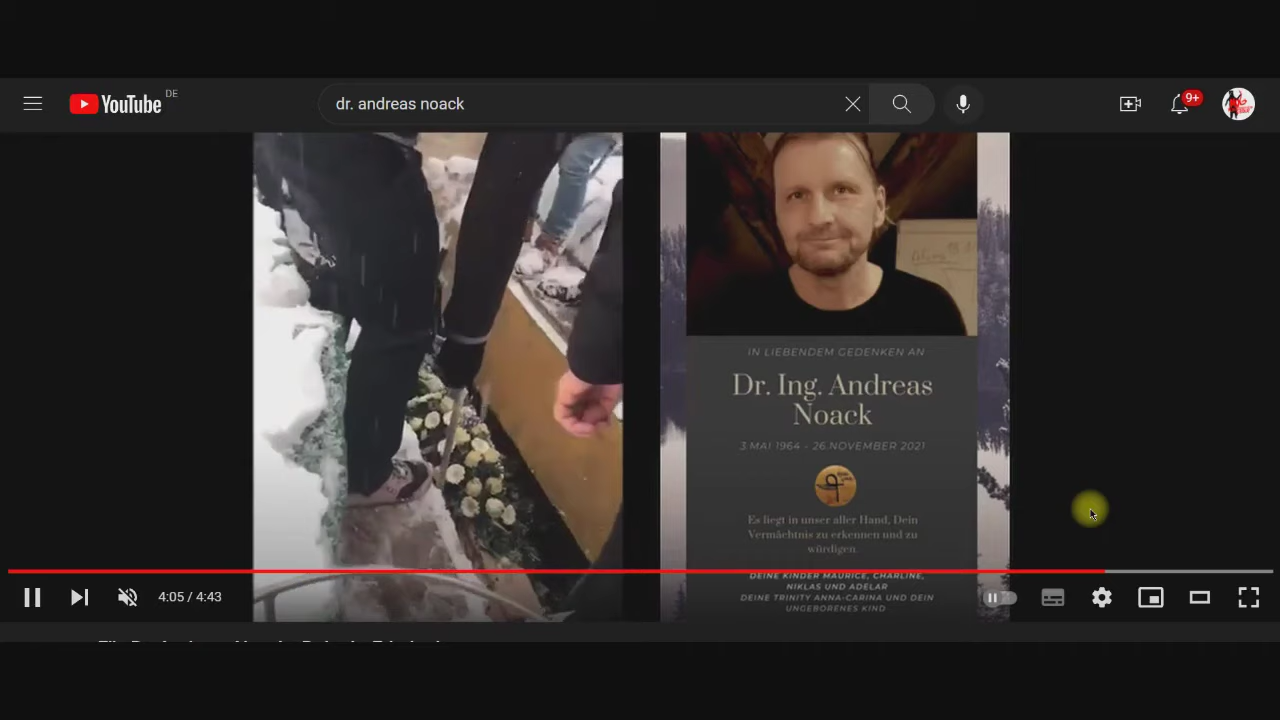 YouTube DE
dr. andreas noack
9+
IN LIEBENDEM GEDENKEN AN
Dr. Ing. Andreas
Noack
3 MAI 1964 - 26.NOVEMBER 2021
Es liegt in unser aller Hand, Dein
Vermächtnis zu erkennen und zu
würdigen.
DEINE KINDER MAURICE, CHARLINE,
NIKLAS UND ADELAR
DEINE TRINITY ANNA-CARINA UND DEIN
UNGEBORENES KIND
4:05 / 4:43